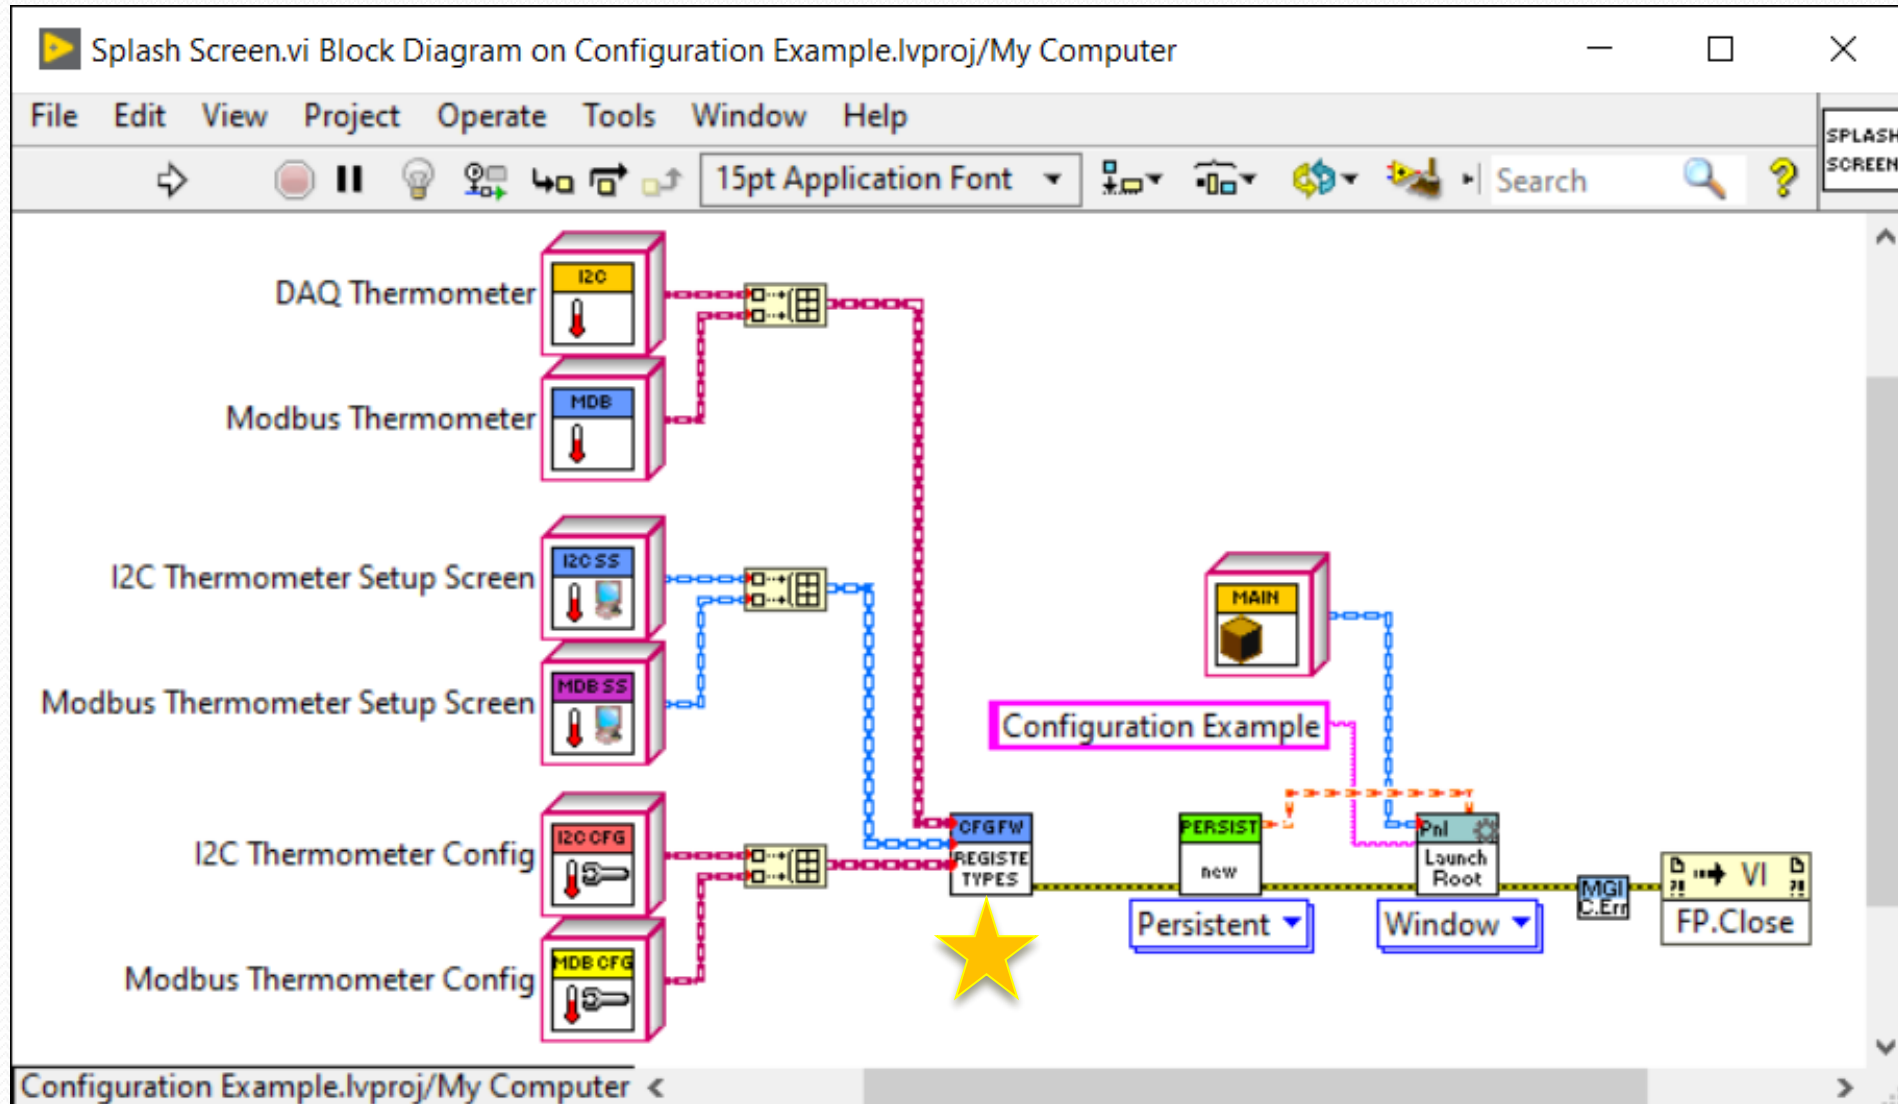 Splash Screen.vi Block Diagram on Configuration Example.lvproj/My Computer
File Edit View Project Operate Tools Window Help
SPLASH
SCREEN
15pt Application Font
Search
DAQ Thermometer
I2C
Modbus Thermometer
MDB
I2C Thermometer Setup Screen
I2C SS
Modbus Thermometer Setup Screen
MDB SS
I2C Thermometer Config
I2C CFG
Modbus Thermometer Config
MDB CFG
MAIN
Configuration Example
CFG FW
REGISTE
TYPES
PERSIST
new
Persistent
Pnl
Launch
Root
Window
MGI
C.Err
VI
FP.Close
Configuration Example.lvproj/My Computer